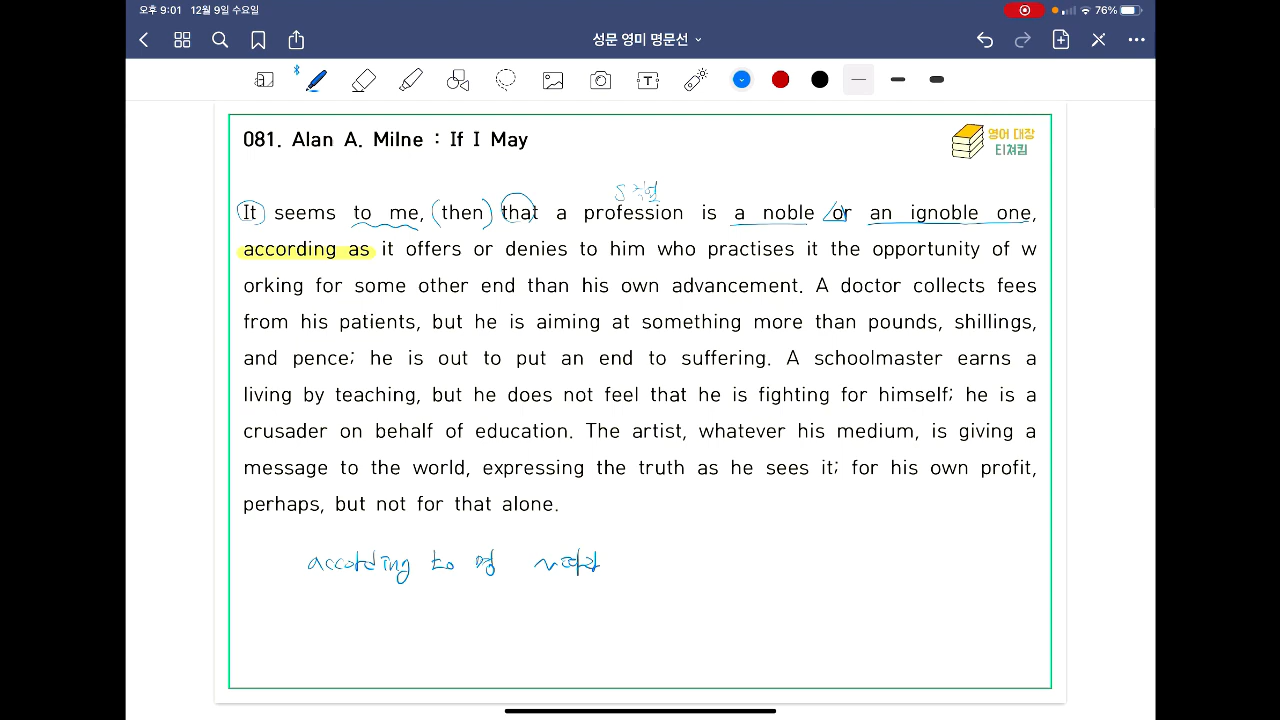 오후 9:01 12월 9일 수요일
76%
성문 영미 명문선
081. Alan A. Milne : If I May
영어 대장
티쳐킴
S 직업
It seems to me, (then) that a profession is a noble or an ignoble one,
according as it offers or denies to him who practises it the opportunity of w
orking for some other end than his own advancement. A doctor collects fees
from his patients, but he is aiming at something more than pounds, shillings,
and pence; he is out to put an end to suffering. A schoolmaster earns a
living by teaching, but he does not feel that he is fighting for himself; he is a
crusader on behalf of education. The artist, whatever his medium, is giving a
message to the world, expressing the truth as he sees it; for his own profit,
perhaps, but not for that alone.
according to 명 ~따라